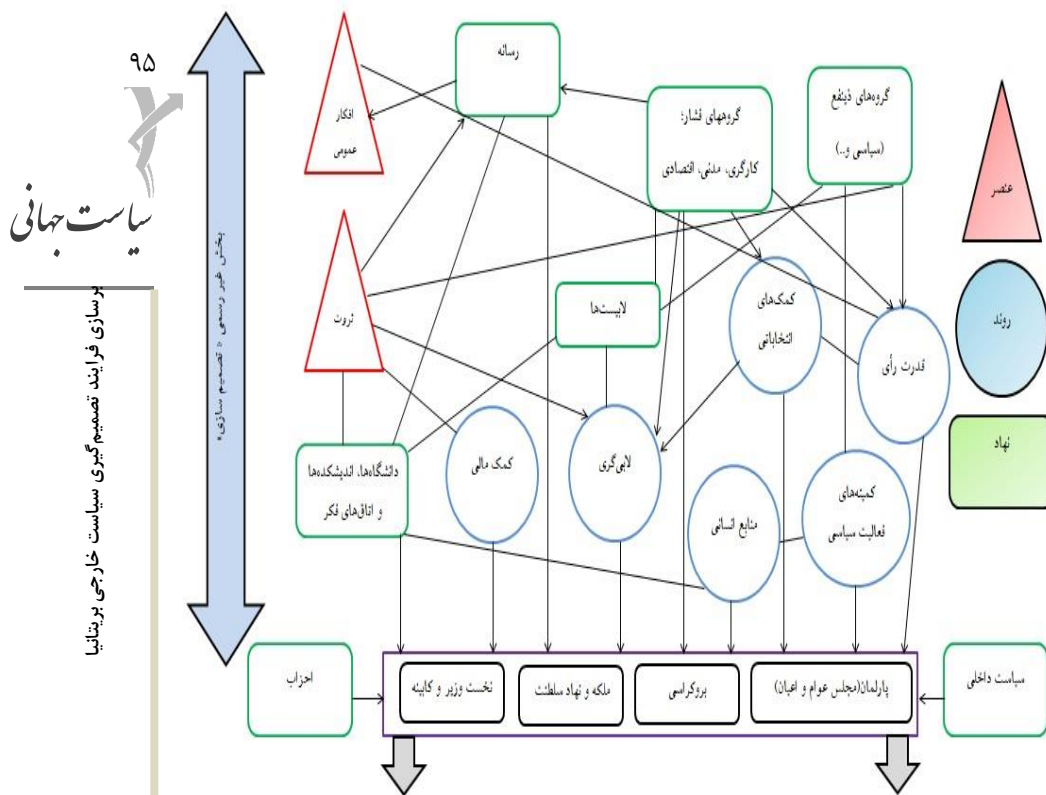 ۹۵
سیاست جهانی
برسازی فرایند تصمیم‌گیری سیاست خارجی بریتانیا
بخش غیر رسمی « تصمیم سازی»
افکار
عمومی
رسانه
گروههای فشار؛
کارگری، مدنی، اقتصادی
گروه‌های ذینفع
(سیاسی و..)
عنصر
ثروت
لابیست‌ها
کمک‌های
انتخاباتی
قدرت رأی
روند
دانشگاه‌ها، اندیشکده‌ها
و اتاق‌های فکر
کمک مالی
لابی‌گری
منابع انسانی
کمیته‌های
فعالیت سیاسی
نهاد
احزاب
نخست وزیر و کابینه
ملکه و نهاد سلطنت
بروکراسی
پارلمان(مجلس عوام و اعیان)
سیاست داخلی